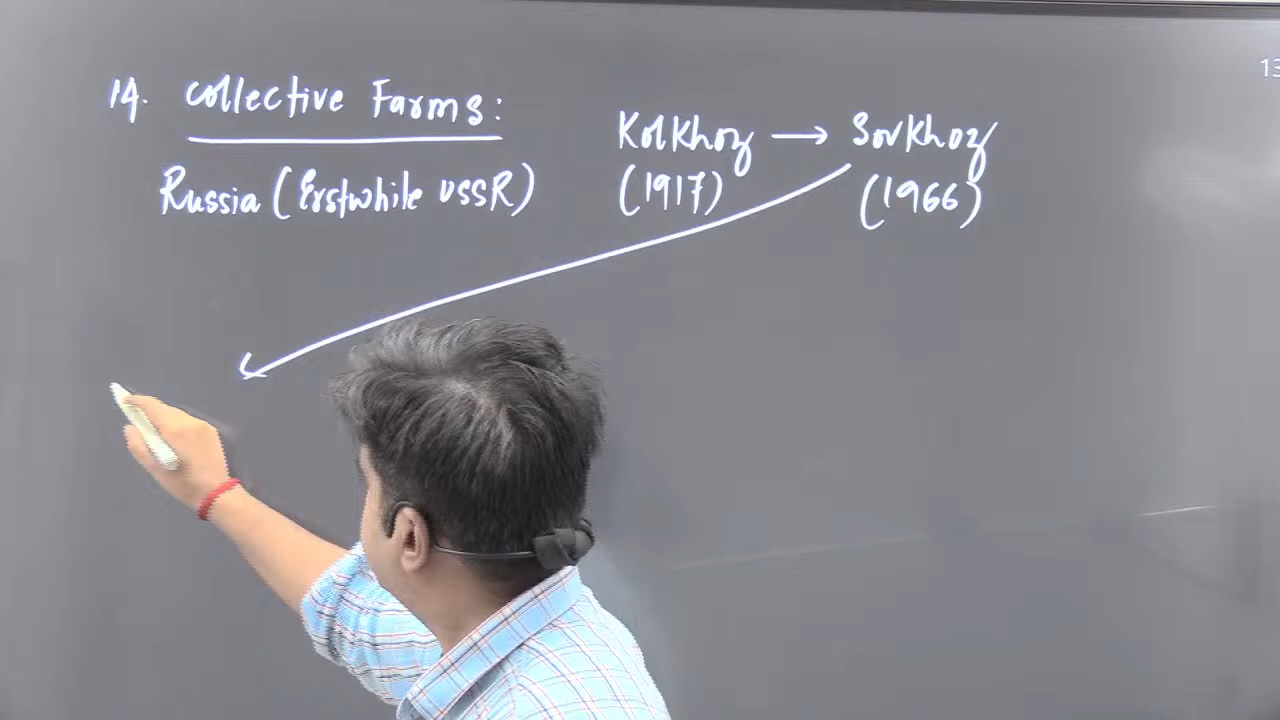 14. Collective Farms:
Kolkhoz → Sovkhoz
Russia (Erstwhile USSR) (1917) (1966)
13